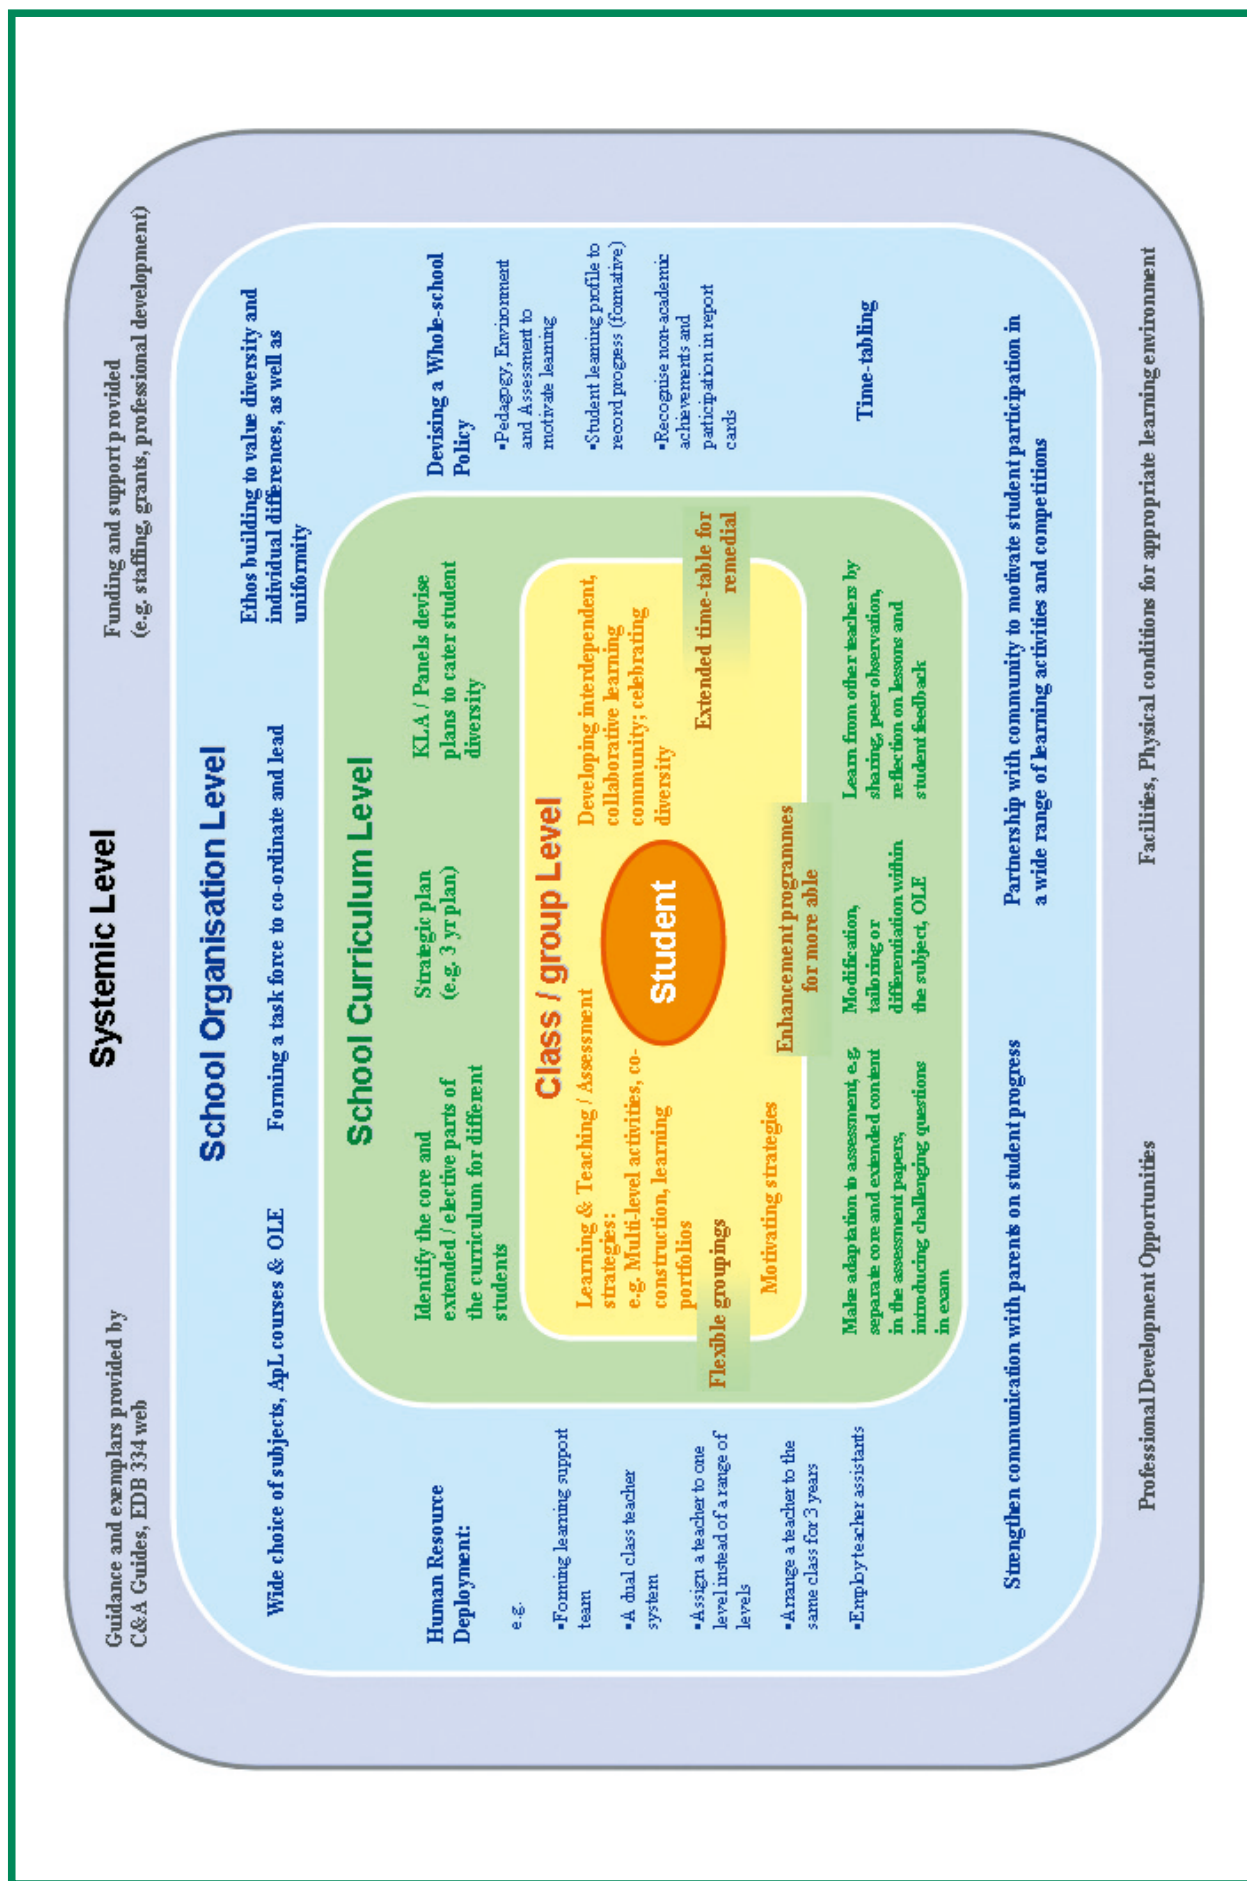 Systemic Level
Guidance and exemplars provided by
C&A Guides, EDB 334 web
Funding and support provided
(e.g. staffing, grants, professional development)
School Organisation Level
Wide choice of subjects, ApL courses & OLE
Forming a task force to co-ordinate and lead
Ethos building to value diversity and
individual differences, as well as
uniformity
School Curriculum Level
Human Resource
Deployment:
e.g.
▪Forming learning support
team
▪A dual class teacher
system
▪Assign a teacher to one
level instead of a range of
levels
▪Arrange a teacher to the
same class for 3 years
▪Employ teacher assistants
Identify the core and
extended / elective parts of
the curriculum for different
students
Strategic plan
(e.g. 3 yr plan)
KLA / Panels devise
plans to cater student
diversity
Devising a Whole-school
Policy
▪Pedagogy, Environment
and Assessment to
motivate learning
▪Student learning profile to
record progress (formative)
▪Recognise non-academic
achievements and
participation in report
cards
Time-tabling
Class / group Level
Learning & Teaching / Assessment
strategies:
e.g. Multi-level activities, co-
construction, learning
portfolios
Student
Developing interdependent,
collaborative learning
community; celebrating
diversity
Flexible groupings
Motivating strategies
Enhancement programmes
for more able
Extended time-table for
remedial
Make adaptation to assessment, e.g.
separate core and extended content
in the assessment papers,
introducing challenging questions
in exam
Modification,
tailoring or
differentiation within
the subject, OLE
Learn from other teachers by
sharing, peer observation,
reflection on lessons and
student feedback
Strengthen communication with parents on student progress
Partnership with community to motivate student participation in
a wide range of learning activities and competitions
Professional Development Opportunities
Facilities, Physical conditions for appropriate learning environment